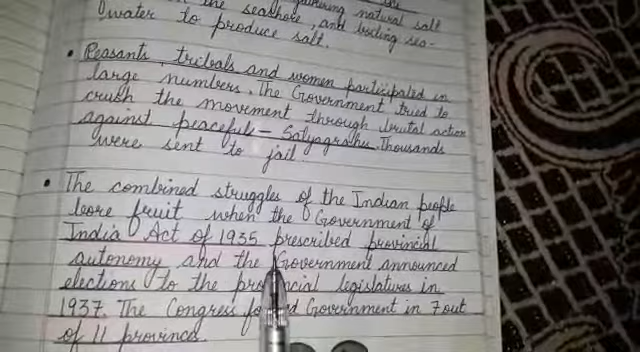 the seashore, and boiling sea-
water to produce salt.
• Peasants, tribals and women participated in
large numbers. The Government tried to
crush the movement through brutal action
against peaceful - Satyagrahis. Thousands
were sent to jail.
• The combined struggles of the Indian people
bore fruit when the Government of
India Act of 1935 prescribed provincial
autonomy and the Government announced
elections to the provincial legislatures in
1937. The Congress Government in 7 out
of 11 provinces.